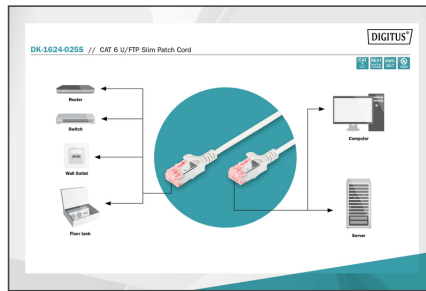 DIGITUS®
DK-1624-025S // CAT 6 U/FTP Slim Patch Cord
Router
Switch
Wall Outlet
Floor tank
Computer
Server